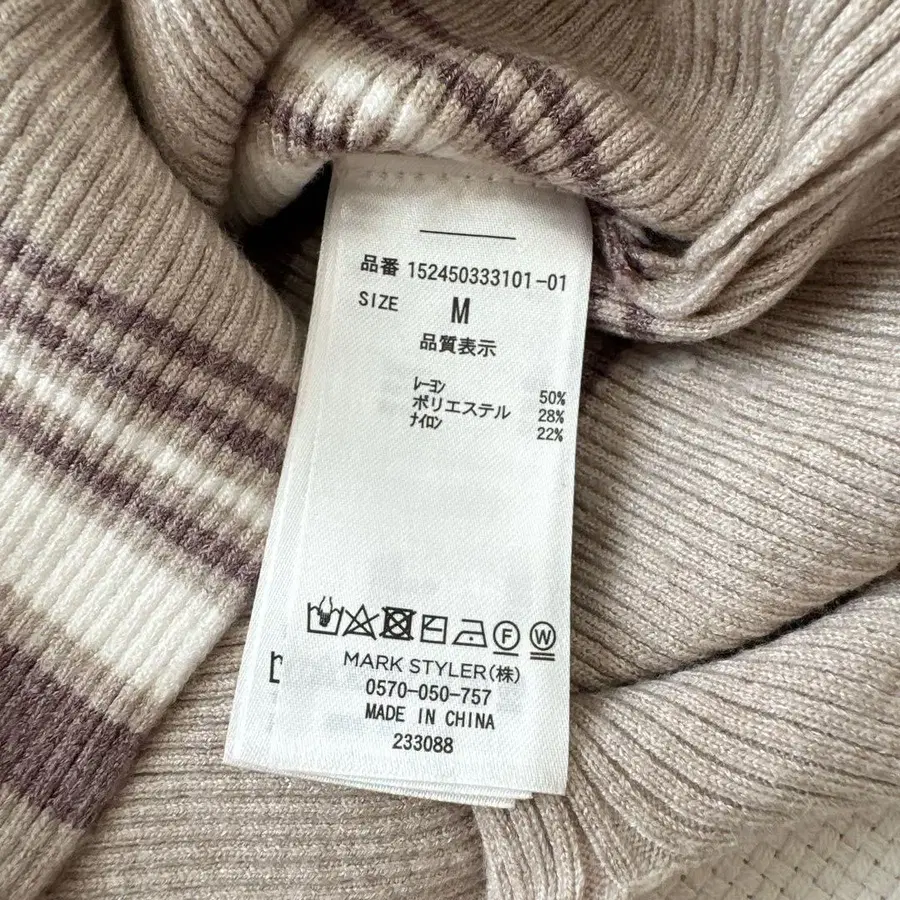 品番 152450333101-01
SIZE M
品質表示
レーヨン 50%
ポリエステル 28%
ナイロン 22%
F W
MARK STYLER(株)
0570-050-757
MADE IN CHINA
233088